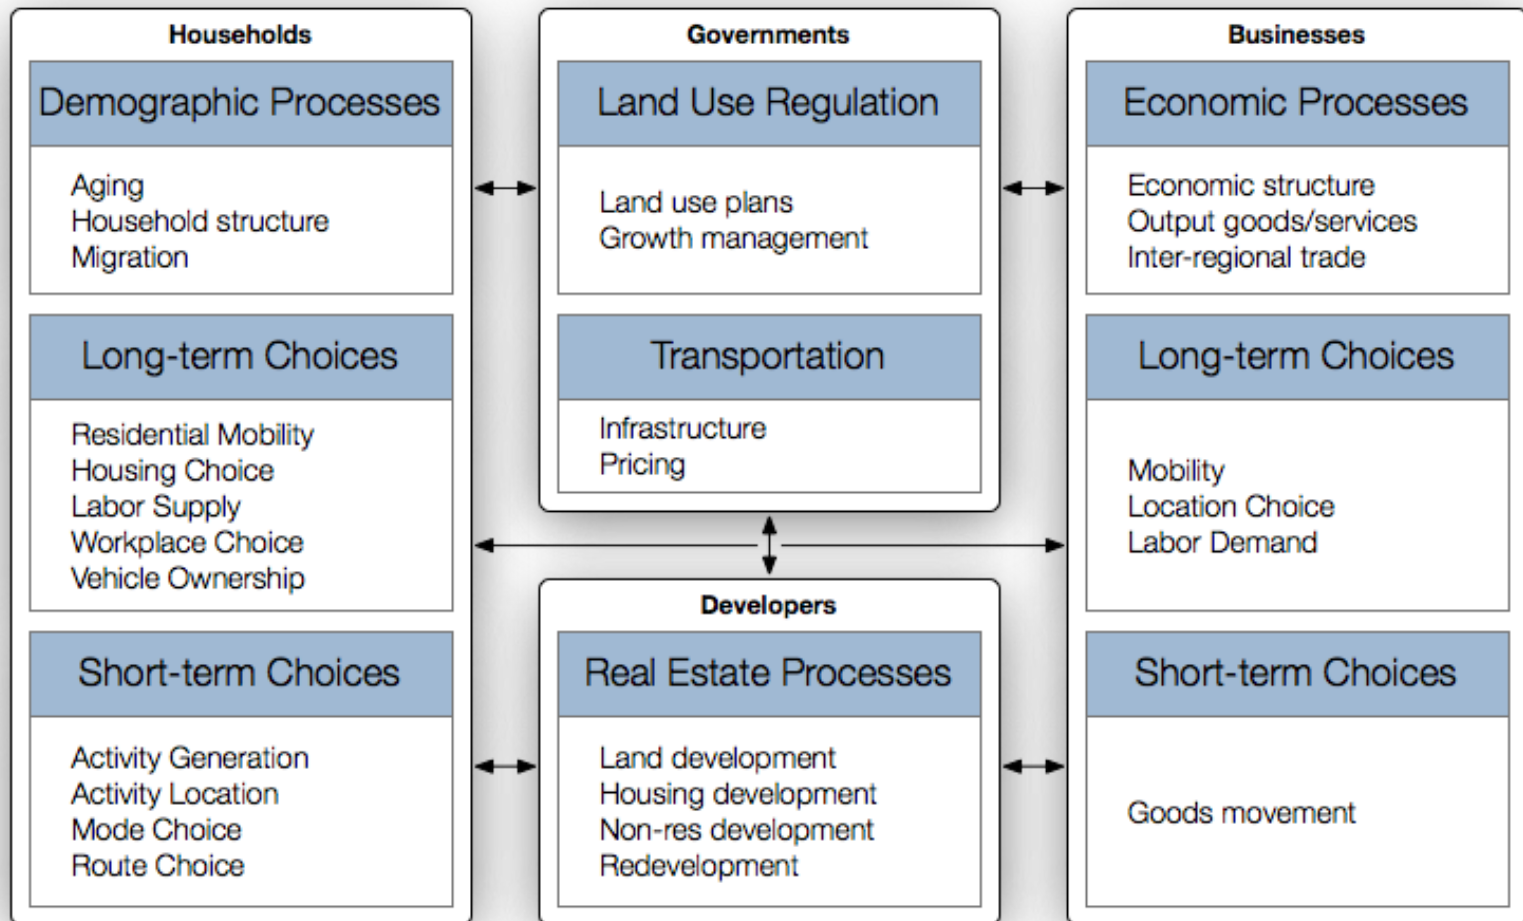 Households
Demographic Processes
Aging
Household structure
Migration
Long-term Choices
Residential Mobility
Housing Choice
Labor Supply
Workplace Choice
Vehicle Ownership
Short-term Choices
Activity Generation
Activity Location
Mode Choice
Route Choice
Governments
Land Use Regulation
Land use plans
Growth management
Transportation
Infrastructure
Pricing
Developers
Real Estate Processes
Land development
Housing development
Non-res development
Redevelopment
Businesses
Economic Processes
Economic structure
Output goods/services
Inter-regional trade
Long-term Choices
Mobility
Location Choice
Labor Demand
Short-term Choices
Goods movement